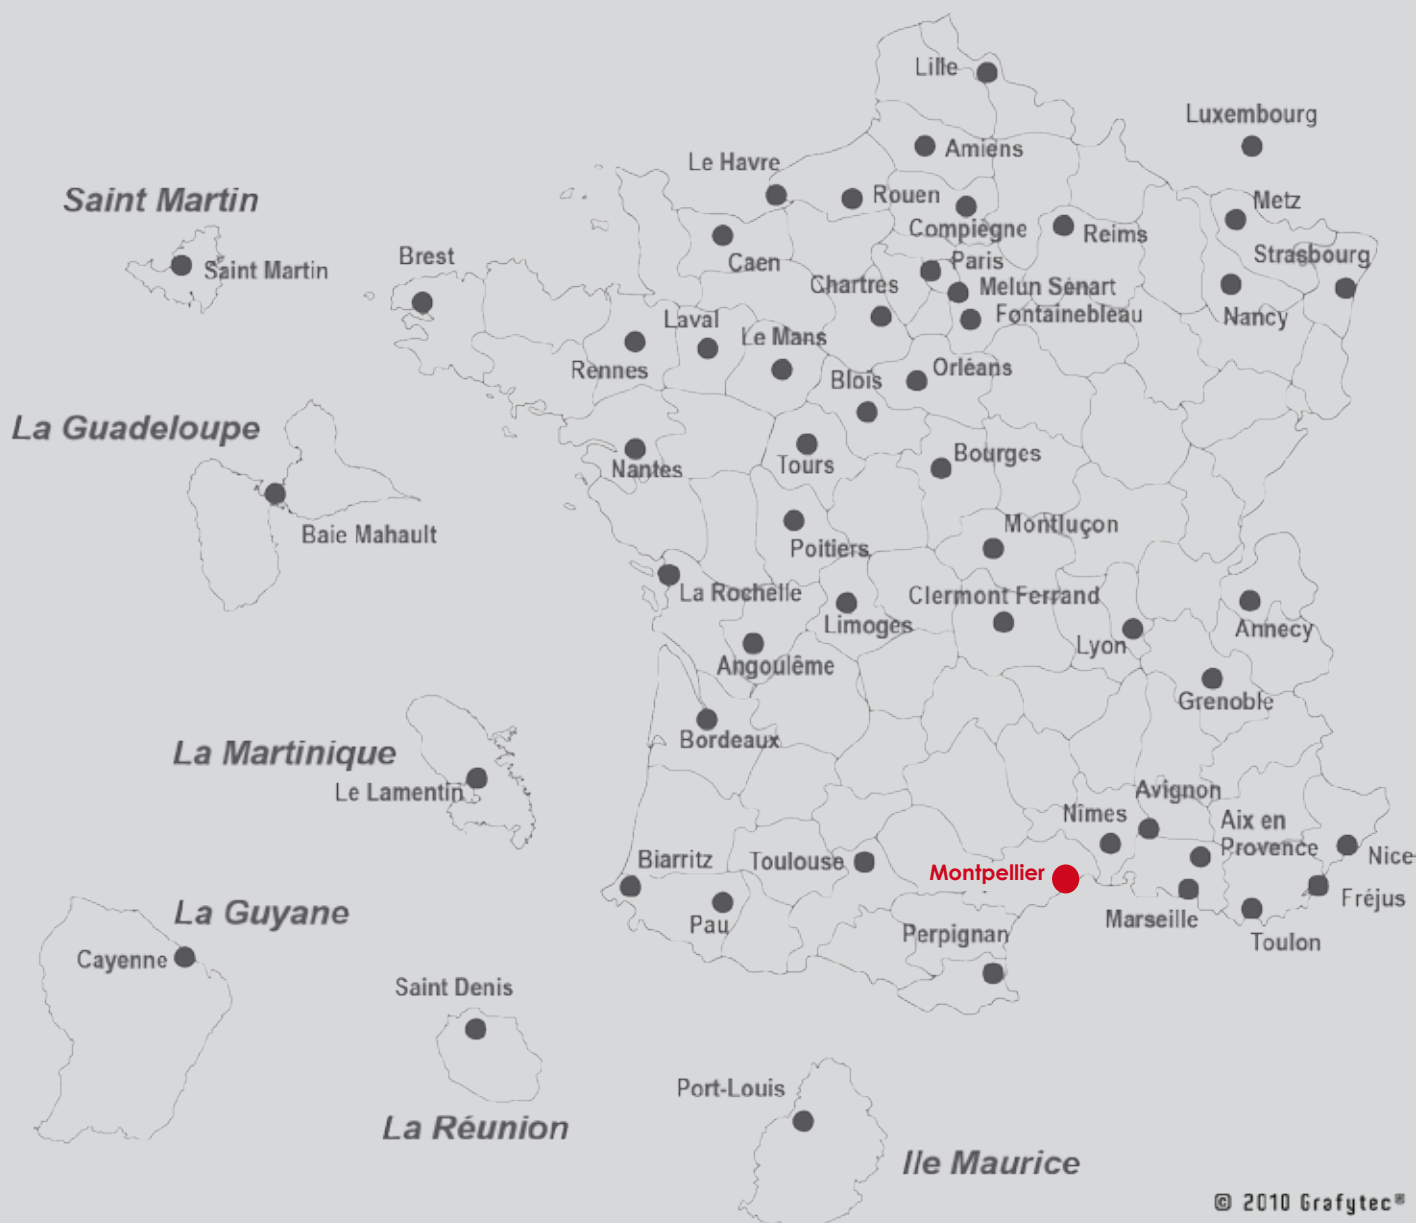 Lille
Luxembourg
Amiens
Le Havre
Rouen
Metz
Saint Martin
Compiègne
Reims
Brest
Caen
Paris
Strasbourg
Saint Martin
Chartres
Melun Sénart
Fontainebleau
Nancy
Laval
Le Mans
Rennes
Blois
Orléans
La Guadeloupe
Nantes
Tours
Bourges
Baie Mahault
Poitiers
Montluçon
La Rochelle
Limoges
Clermont Ferrand
Annecy
Angoulême
Lyon
Grenoble
Bordeaux
La Martinique
Le Lamentin
Avignon
Nîmes
Aix en
Provence
Biarritz
Toulouse
Montpellier
Nice
La Guyane
Pau
Perpignan
Marseille
Fréjus
Toulon
Cayenne
Saint Denis
La Réunion
Port-Louis
Ile Maurice
© 2010 Grafytec®